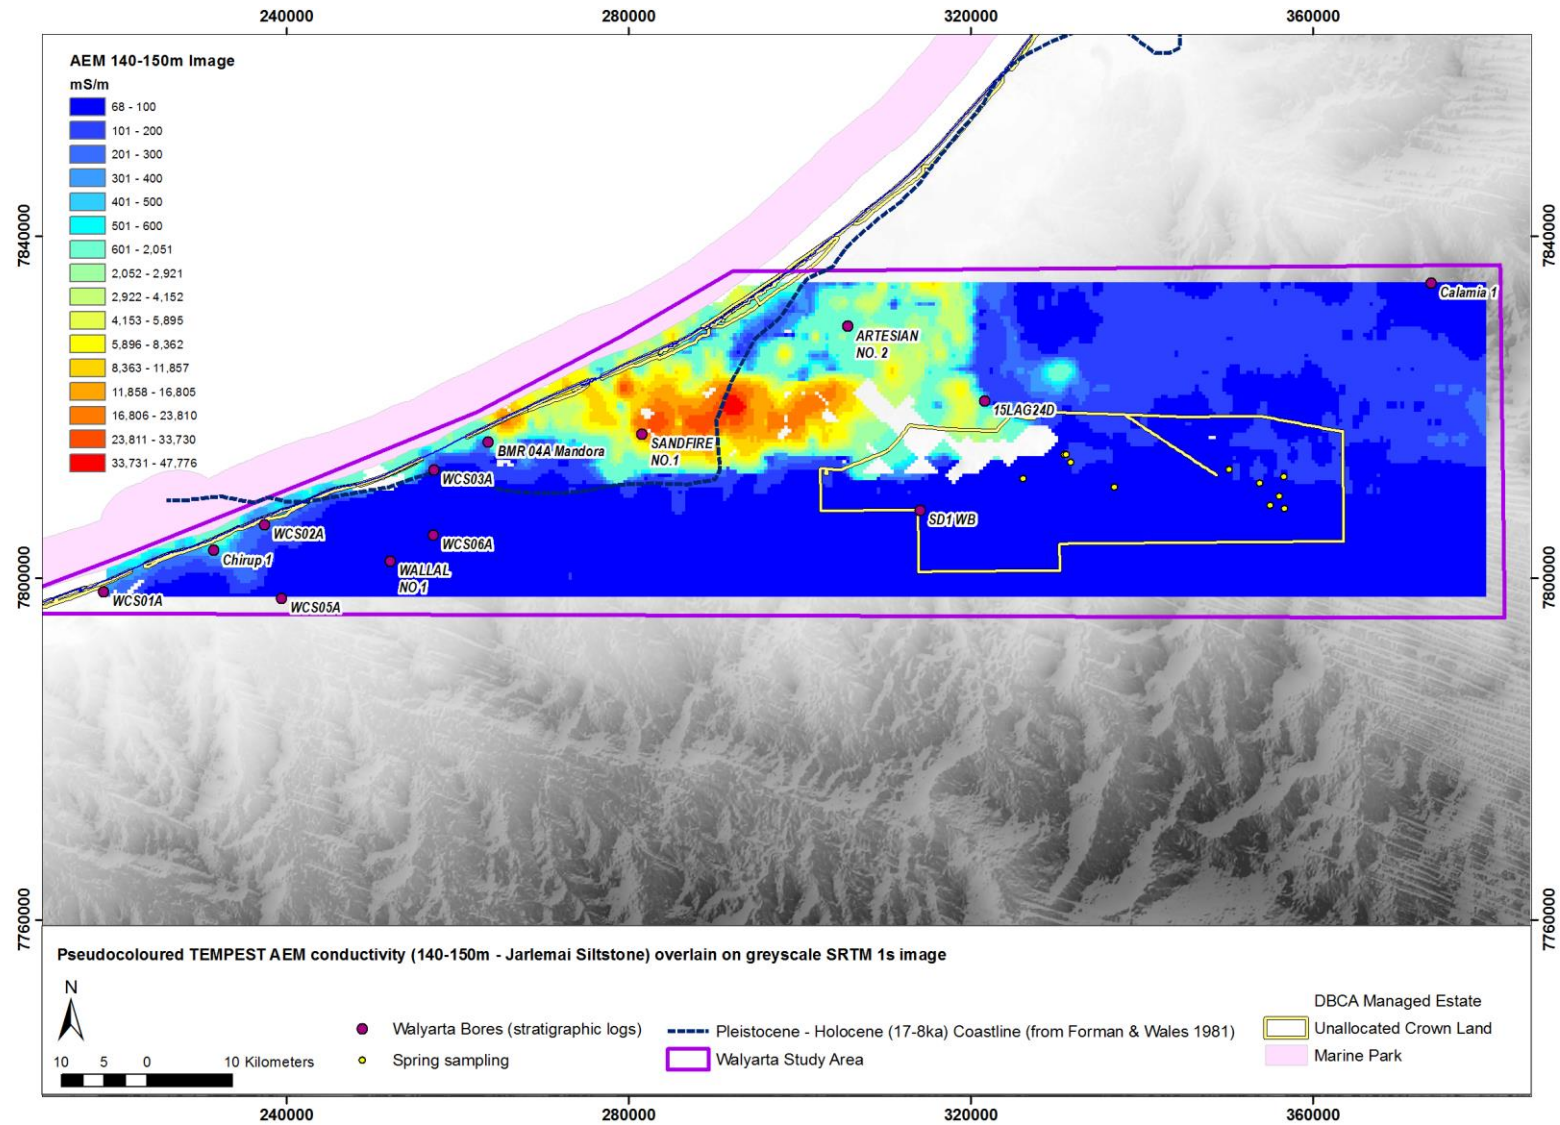 240000
280000
320000
360000
AEM 140-150m Image
mS/m
68 - 100
101 - 200
201 - 300
301 - 400
401 - 500
501 - 600
601 - 2,051
2,052 - 2,921
2,922 - 4,152
4,153 - 5,895
5,896 - 8,362
8,363 - 11,857
11,858 - 16,805
16,806 - 23,810
23,811 - 33,730
33,731 - 47,776
7840000
7840000
Calamia 1
ARTESIAN
NO. 2
15LAG24D
SANDFIRE
NO.1
BMR 04A Mandora
WCS03A
SD1 WB
WCS02A
WCS06A
Chirup 1
WALLAL
NO 1
WCS01A
WCS05A
7800000
7800000
7760000
7760000
Pseudocoloured TEMPEST AEM conductivity (140-150m - Jarlemai Siltstone) overlain on greyscale SRTM 1s image
N
10 5 0 10 Kilometers
Walyarta Bores (stratigraphic logs)
Spring sampling
Pleistocene - Holocene (17-8ka) Coastline (from Forman & Wales 1981)
Walyarta Study Area
DBCA Managed Estate
Unallocated Crown Land
Marine Park
240000
280000
320000
360000